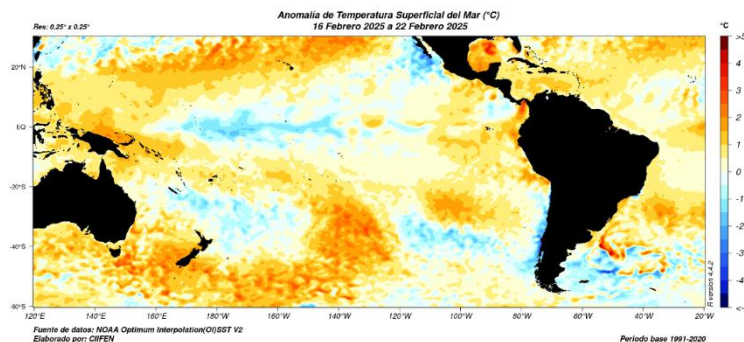 Anomalía de Temperatura Superficial del Mar (°C)
16 Febrero 2025 a 22 Febrero 2025
Res: 0.25° x 0.25°
°C
>5
4
3
2
1
0
-1
-2
-3
-4
20°N
EQ
-20°S
-40°S
-60°S
120°E
140°E
160°E
180°W
-160°W
-140°W
-120°W
-100°W
-80°W
-60°W
-40°W
-20°W
R version 4.4.2
Fuente de datos: NOAA Optimum Interpolation(OI)SST V2
Elaborado por: CIIFEN
Periodo base 1991-2020